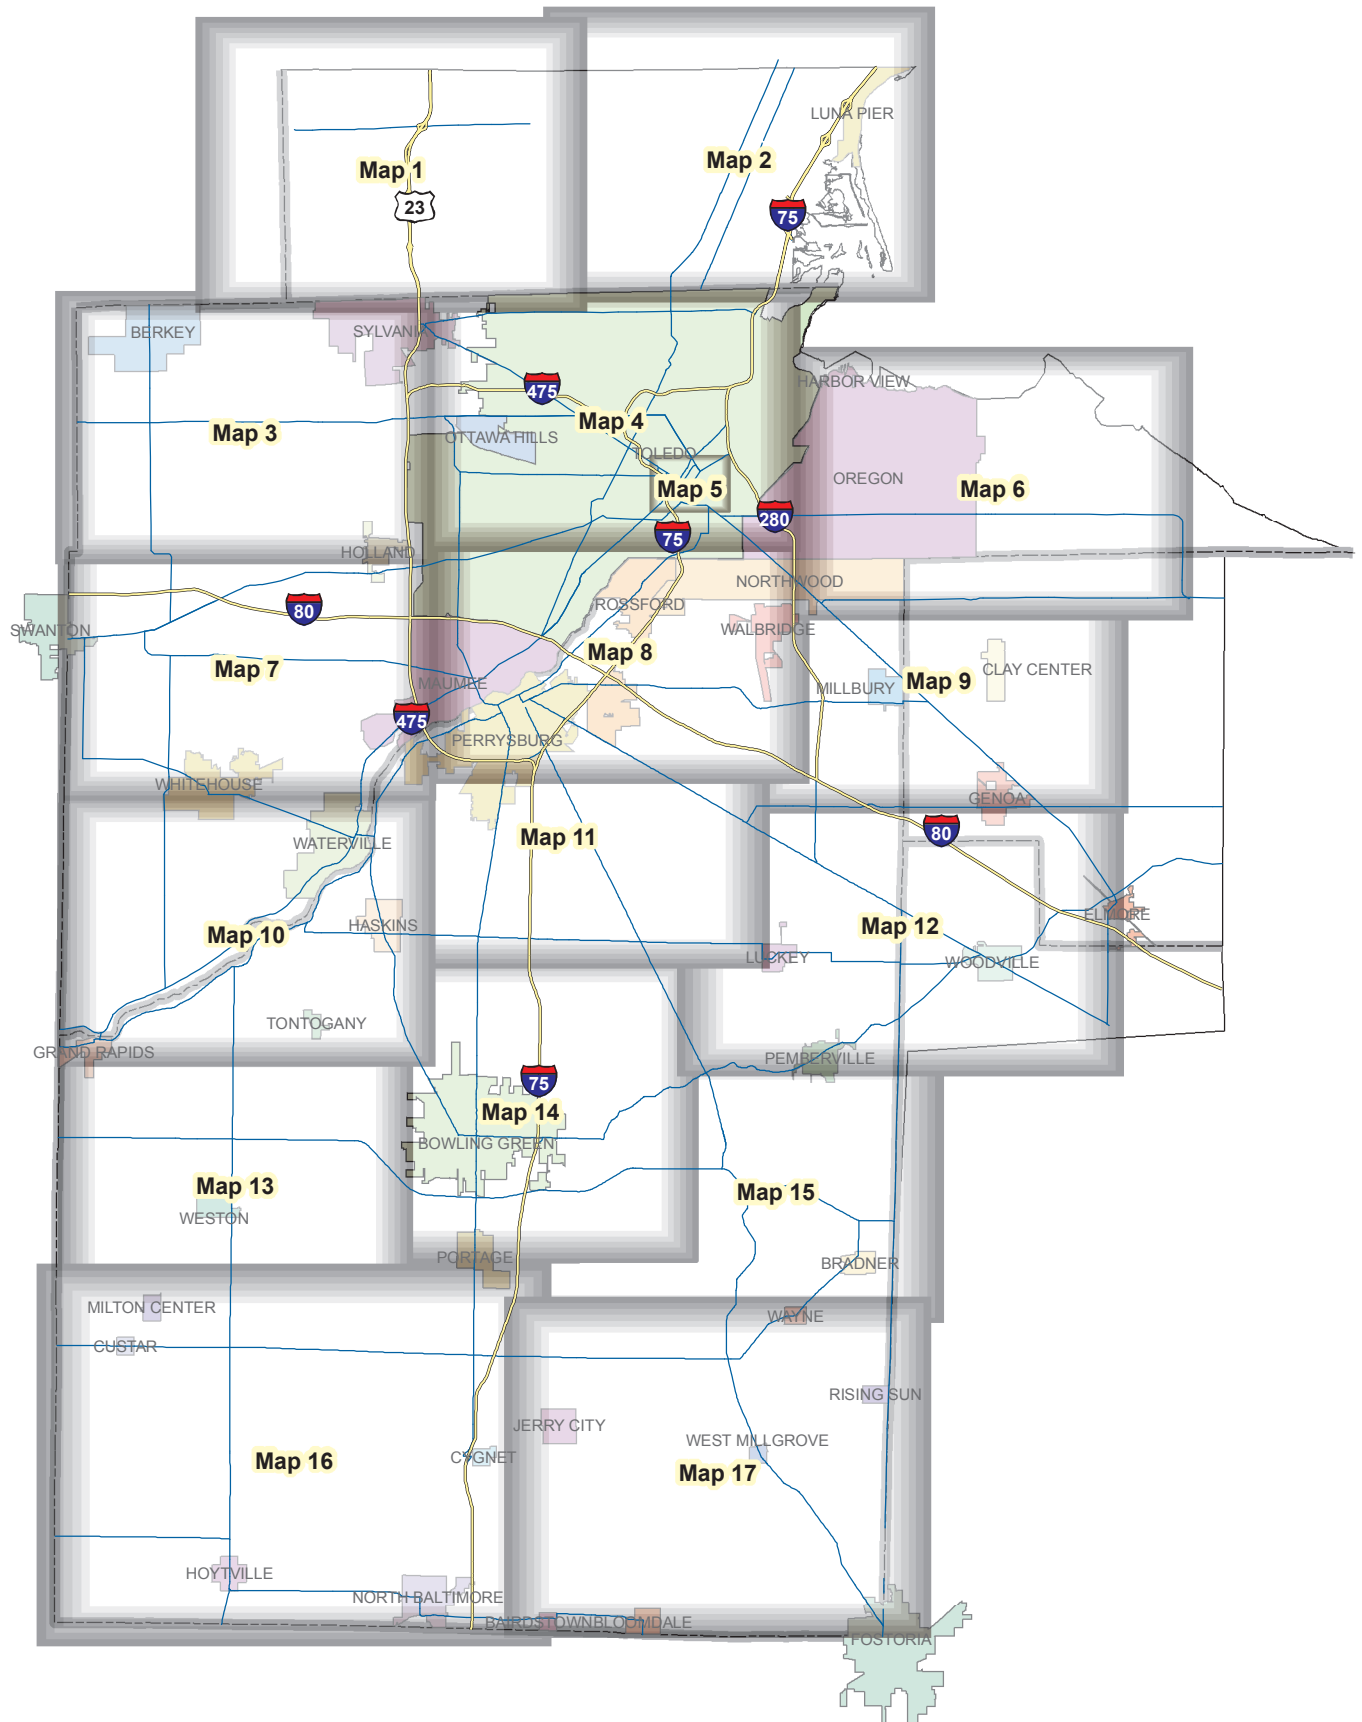 LUNA PIER
Map 2
Map 1
23
75
BERKEY
SYLVANIA
HARBOR VIEW
475
Map 4
Map 3
OTTAWA HILLS
TOLEDO
OREGON
Map 5
Map 6
280
75
HOLLAND
NORTHWOOD
80
ROSSFORD
SWANTON
WALBRIDGE
Map 8
Map 7
CLAY CENTER
MAUMEE
MILLBURY
Map 9
475
PERRYSBURG
WHITEHOUSE
GENOA
80
Map 11
WATERVILLE
ELMORE
HASKINS
Map 12
Map 10
LUCKEY
WOODVILLE
TONTOGANY
GRAND RAPIDS
PEMBERVILLE
75
Map 14
BOWLING GREEN
Map 13
Map 15
WESTON
PORTAGE
BRADNER
MILTON CENTER
WAYNE
CUSTAR
RISING SUN
JERRY CITY
WEST MILLGROVE
Map 16
CYGNET
Map 17
HOYTVILLE
NORTH BALTIMORE
BAIRDSTOWN
BLOOMDALE
FOSTORIA